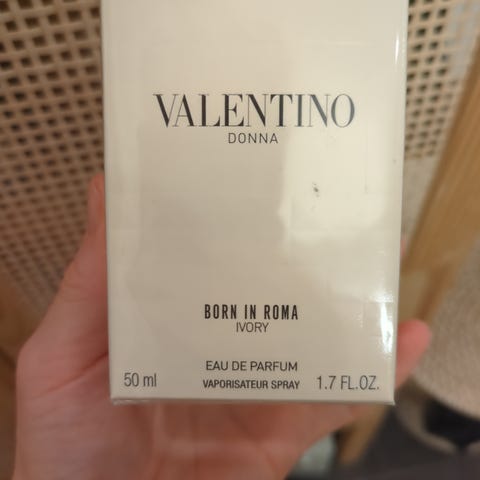 VALENTINO
DONNA
BORN IN ROMA
IVORY
EAU DE PARFUM
50 ml VAPORISATEUR SPRAY 1.7 FL.OZ.